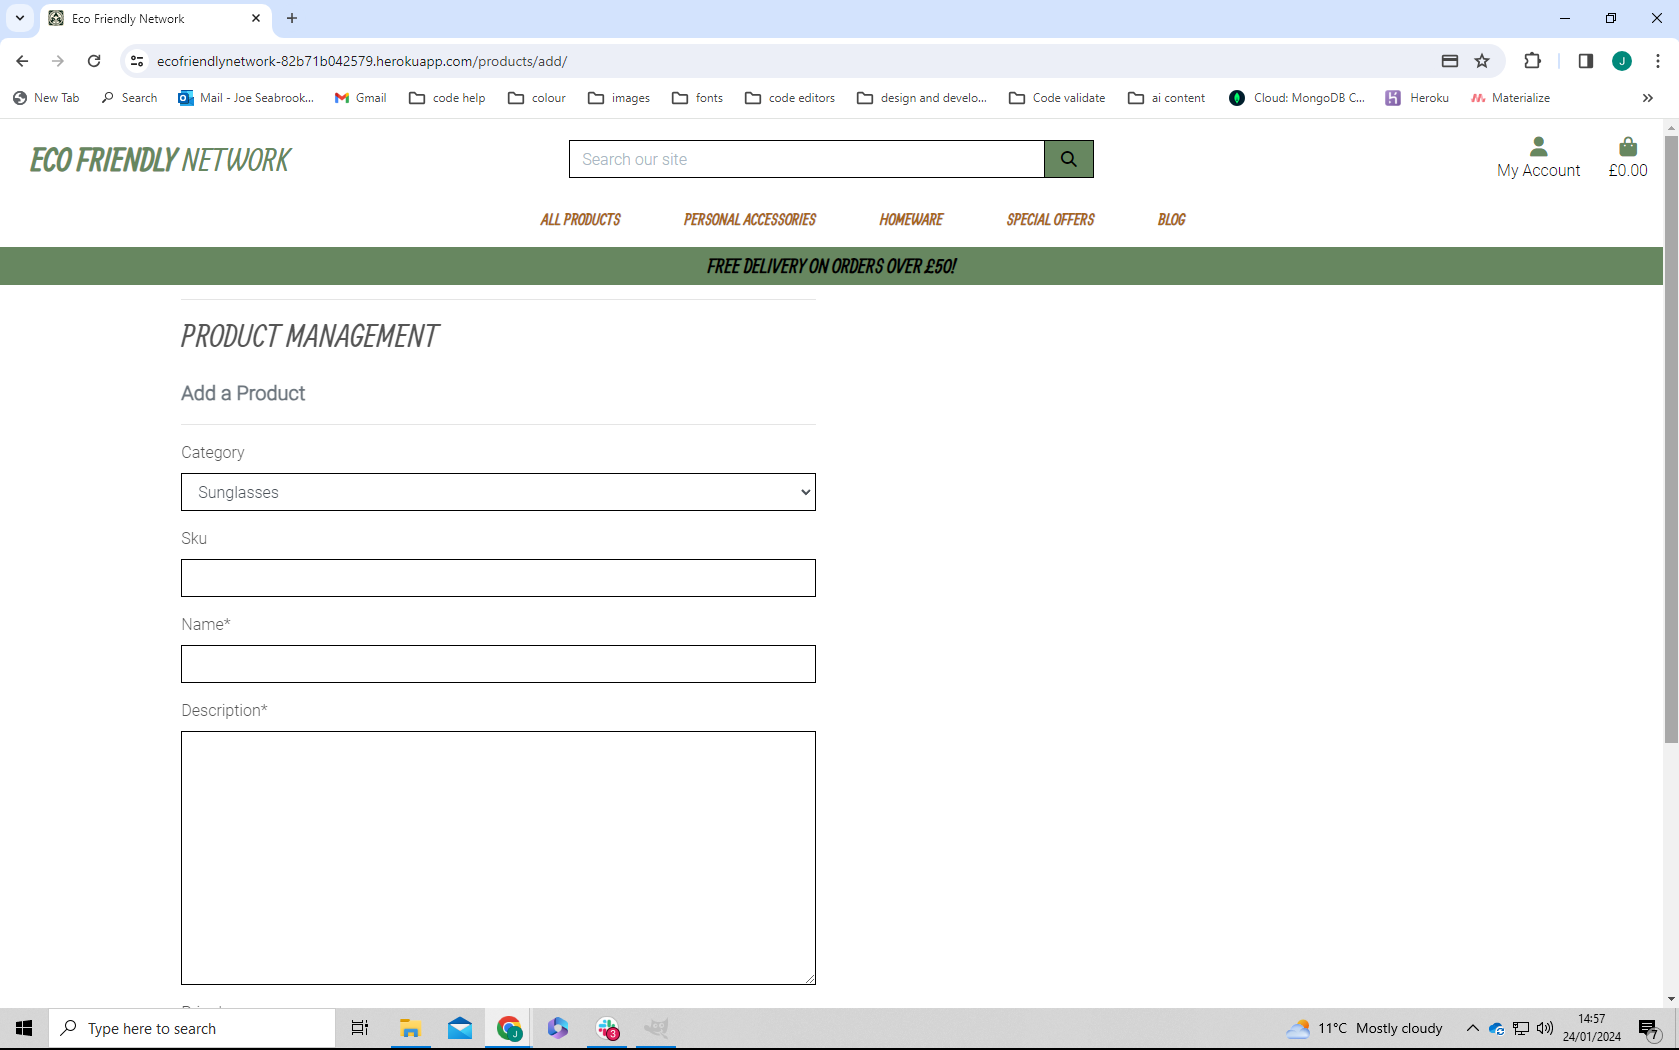 Eco Friendly Network
ecofriendlynetwork-82b71b042579.herokuapp.com/products/add/
J
New Tab
Search
Mail - Joe Seabrook...
Gmail
code help
colour
images
fonts
code editors
design and develo...
Code validate
ai content
Cloud: MongoDB C...
Heroku
Materialize
ECO FRIENDLY NETWORK
Search our site
My Account
£0.00
ALL PRODUCTS
PERSONAL ACCESSORIES
HOMEWARE
SPECIAL OFFERS
BLOG
FREE DELIVERY ON ORDERS OVER £50!
PRODUCT MANAGEMENT
Add a Product
Category
Sunglasses
Sku
Name*
Description*
Type here to search
J
3
11°C Mostly cloudy
14:57
24/01/2024
7